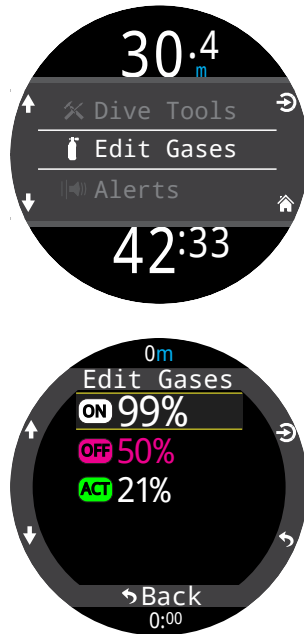 30.4
m
Dive Tools
Edit Gases
Alerts
42:33
0m
Edit Gases
ON 99%
OFF 50%
ACT 21%
Back
0:00